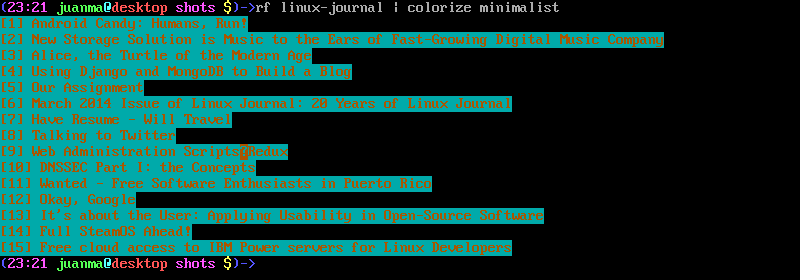 (23:21 juanma@desktop shots $)->rf linux-journal | colorize minimalist
[1] Android Candy: Humans, Run!
[2] New Storage Solution is Music to the Ears of Fast-Growing Digital Music Company
[3] Alice, the Turtle of the Modern Age
[4] Using Django and MongoDB to Build a Blog
[5] Our Assignment
[6] March 2014 Issue of Linux Journal: 20 Years of Linux Journal
[7] Have Resume - Will Travel
[8] Talking to Twitter
[9] Web Administration Scripts@Redux
[10] DNSSEC Part I: the Concepts
[11] Wanted - Free Software Enthusiasts in Puerto Rico
[12] Okay, Google
[13] It's about the User: Applying Usability in Open-Source Software
[14] Full SteamOS Ahead!
[15] Free cloud access to IBM Power servers for Linux Developers
(23:21 juanma@desktop shots $)->